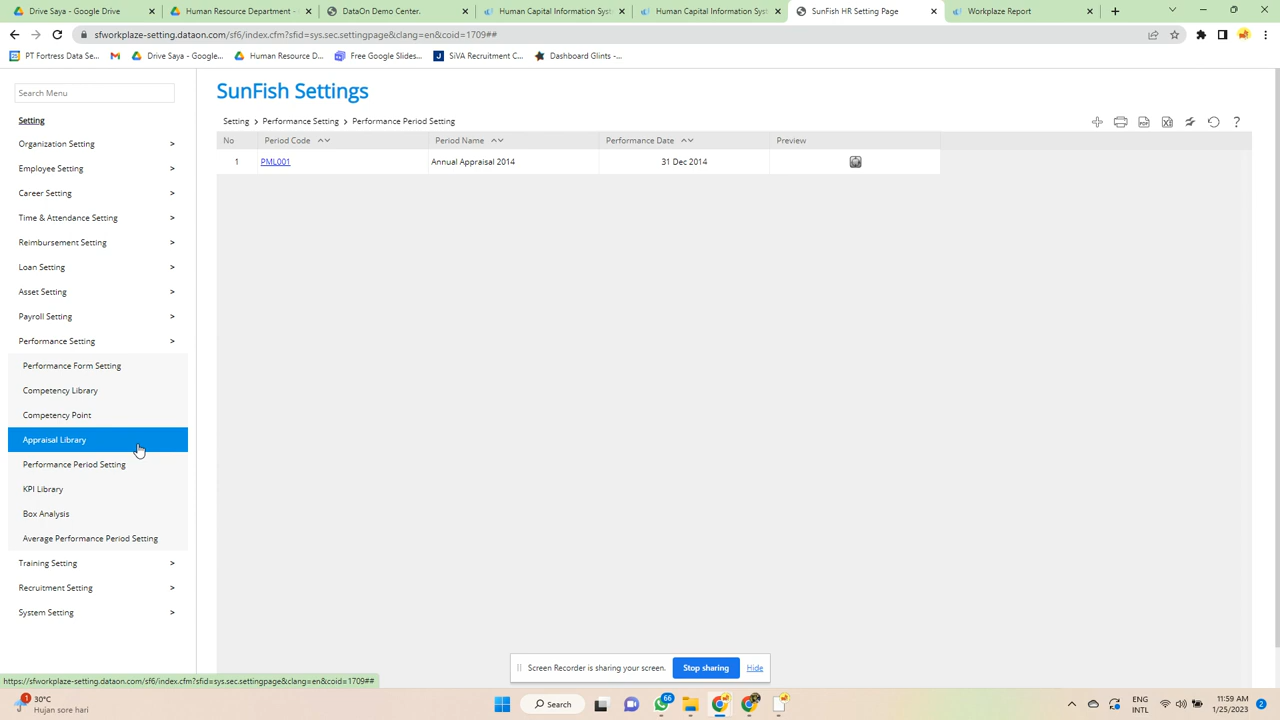 Drive Saya - Google Drive
Human Resource Department -
DataOn Demo Center.
Human Capital Information Syst
Human Capital Information Syst
SunFish HR Setting Page
Workplaze Report
sfworkplaze-setting.dataon.com/sf6/index.cfm?sfid=sys.sec.settingpage&clang=en&coid=1709##
PT Fortress Data Se...
Drive Saya - Google...
Human Resource D...
Free Google Slides...
SiVA Recruitment C...
Dashboard Glints –...
Search Menu
SunFish Settings
Setting
Setting > Performance Setting > Performance Period Setting
Organization Setting >
Employee Setting >
Career Setting >
Time & Attendance Setting >
Reimbursement Setting >
Loan Setting >
Asset Setting >
Payroll Setting >
Performance Setting >
Performance Form Setting
Competency Library
Competency Point
Appraisal Library
Performance Period Setting
KPI Library
Box Analysis
Average Performance Period Setting
Training Setting >
Recruitment Setting >
System Setting >
No Period Code Period Name Performance Date Preview
1 PML001 Annual Appraisal 2014 31 Dec 2014
Screen Recorder is sharing your screen. Stop sharing Hide
https://sfworkplaze-setting.dataon.com/sf6/index.cfm?sfid=sys.sec.settingpage&clang=en&coid=1709##
1
30°C
Hujan sore hari
Search
66
ENG
INTL
11:59 AM
1/25/2023
2